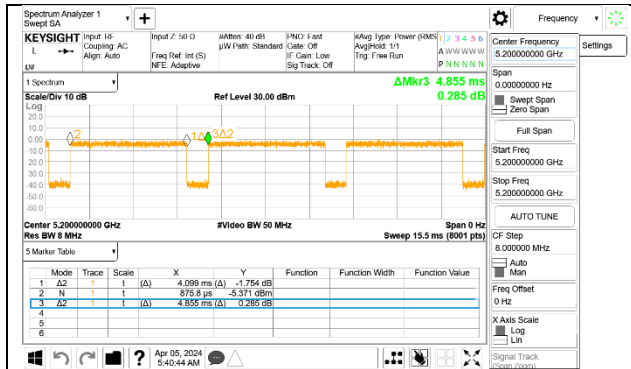 Spectrum Analyzer 1
Swept SA
Frequency
KEYSIGHT
Input: RF
Coupling: AC
Align: Auto
Input Z: 50 Ω
Freq Ref: Int (S)
NFE: Adaptive
#Atten: 40 dB
µW Path: Standard
PNO: Fast
Gate: Off
IF Gain: Low
Sig Track: Off
#Avg Type: Power (RMS)
Avg|Hold: 1/1
Trig: Free Run
1 2 3 4 5 6
A W W W W W
P N N N N N
L
1 Spectrum
Scale/Div 10 dB
Ref Level 30.00 dBm
ΔMkr3 4.855 ms
0.285 dB
Log
20.0
10.0
0.00
10.0
20.0
30.0
40.0
50.0
60.0
2
1Δ2
3Δ2
Center 5.200000000 GHz
#Video BW 50 MHz
Span 0 Hz
Res BW 8 MHz
Sweep 15.5 ms (8001 pts)
5 Marker Table
Mode Trace Scale X Y Function Function Width Function Value
1 Δ2 1 t (Δ) 4.099 ms (Δ) -1.754 dB
2 N 1 t 875.8 µs -5.371 dBm
3 Δ2 1 t (Δ) 4.855 ms (Δ) 0.285 dB
4
5
6
Apr 05, 2024
5:40:44 AM
Center Frequency
5.200000000 GHz
Settings
Span
0.00000000 Hz
Swept Span
Zero Span
Full Span
Start Freq
5.200000000 GHz
Stop Freq
5.200000000 GHz
AUTO TUNE
CF Step
8.000000 MHz
Auto
Man
Freq Offset
0 Hz
X Axis Scale
Log
Lin
Signal Track
(Span Zoom)